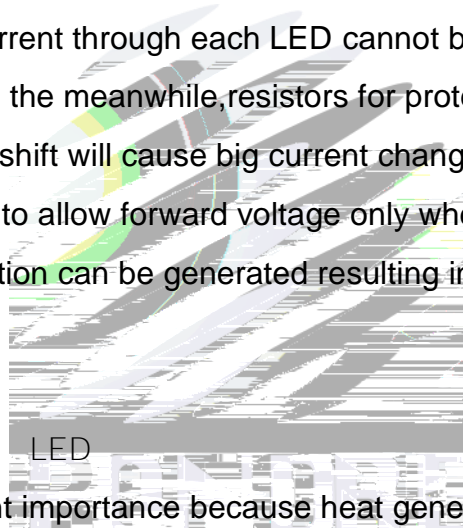 rrent through each LED cannot b
the meanwhile,resistors for prote
shift will cause big current chang
to allow forward voltage only whe
tion can be generated resulting in
LED
nt importance because heat gene